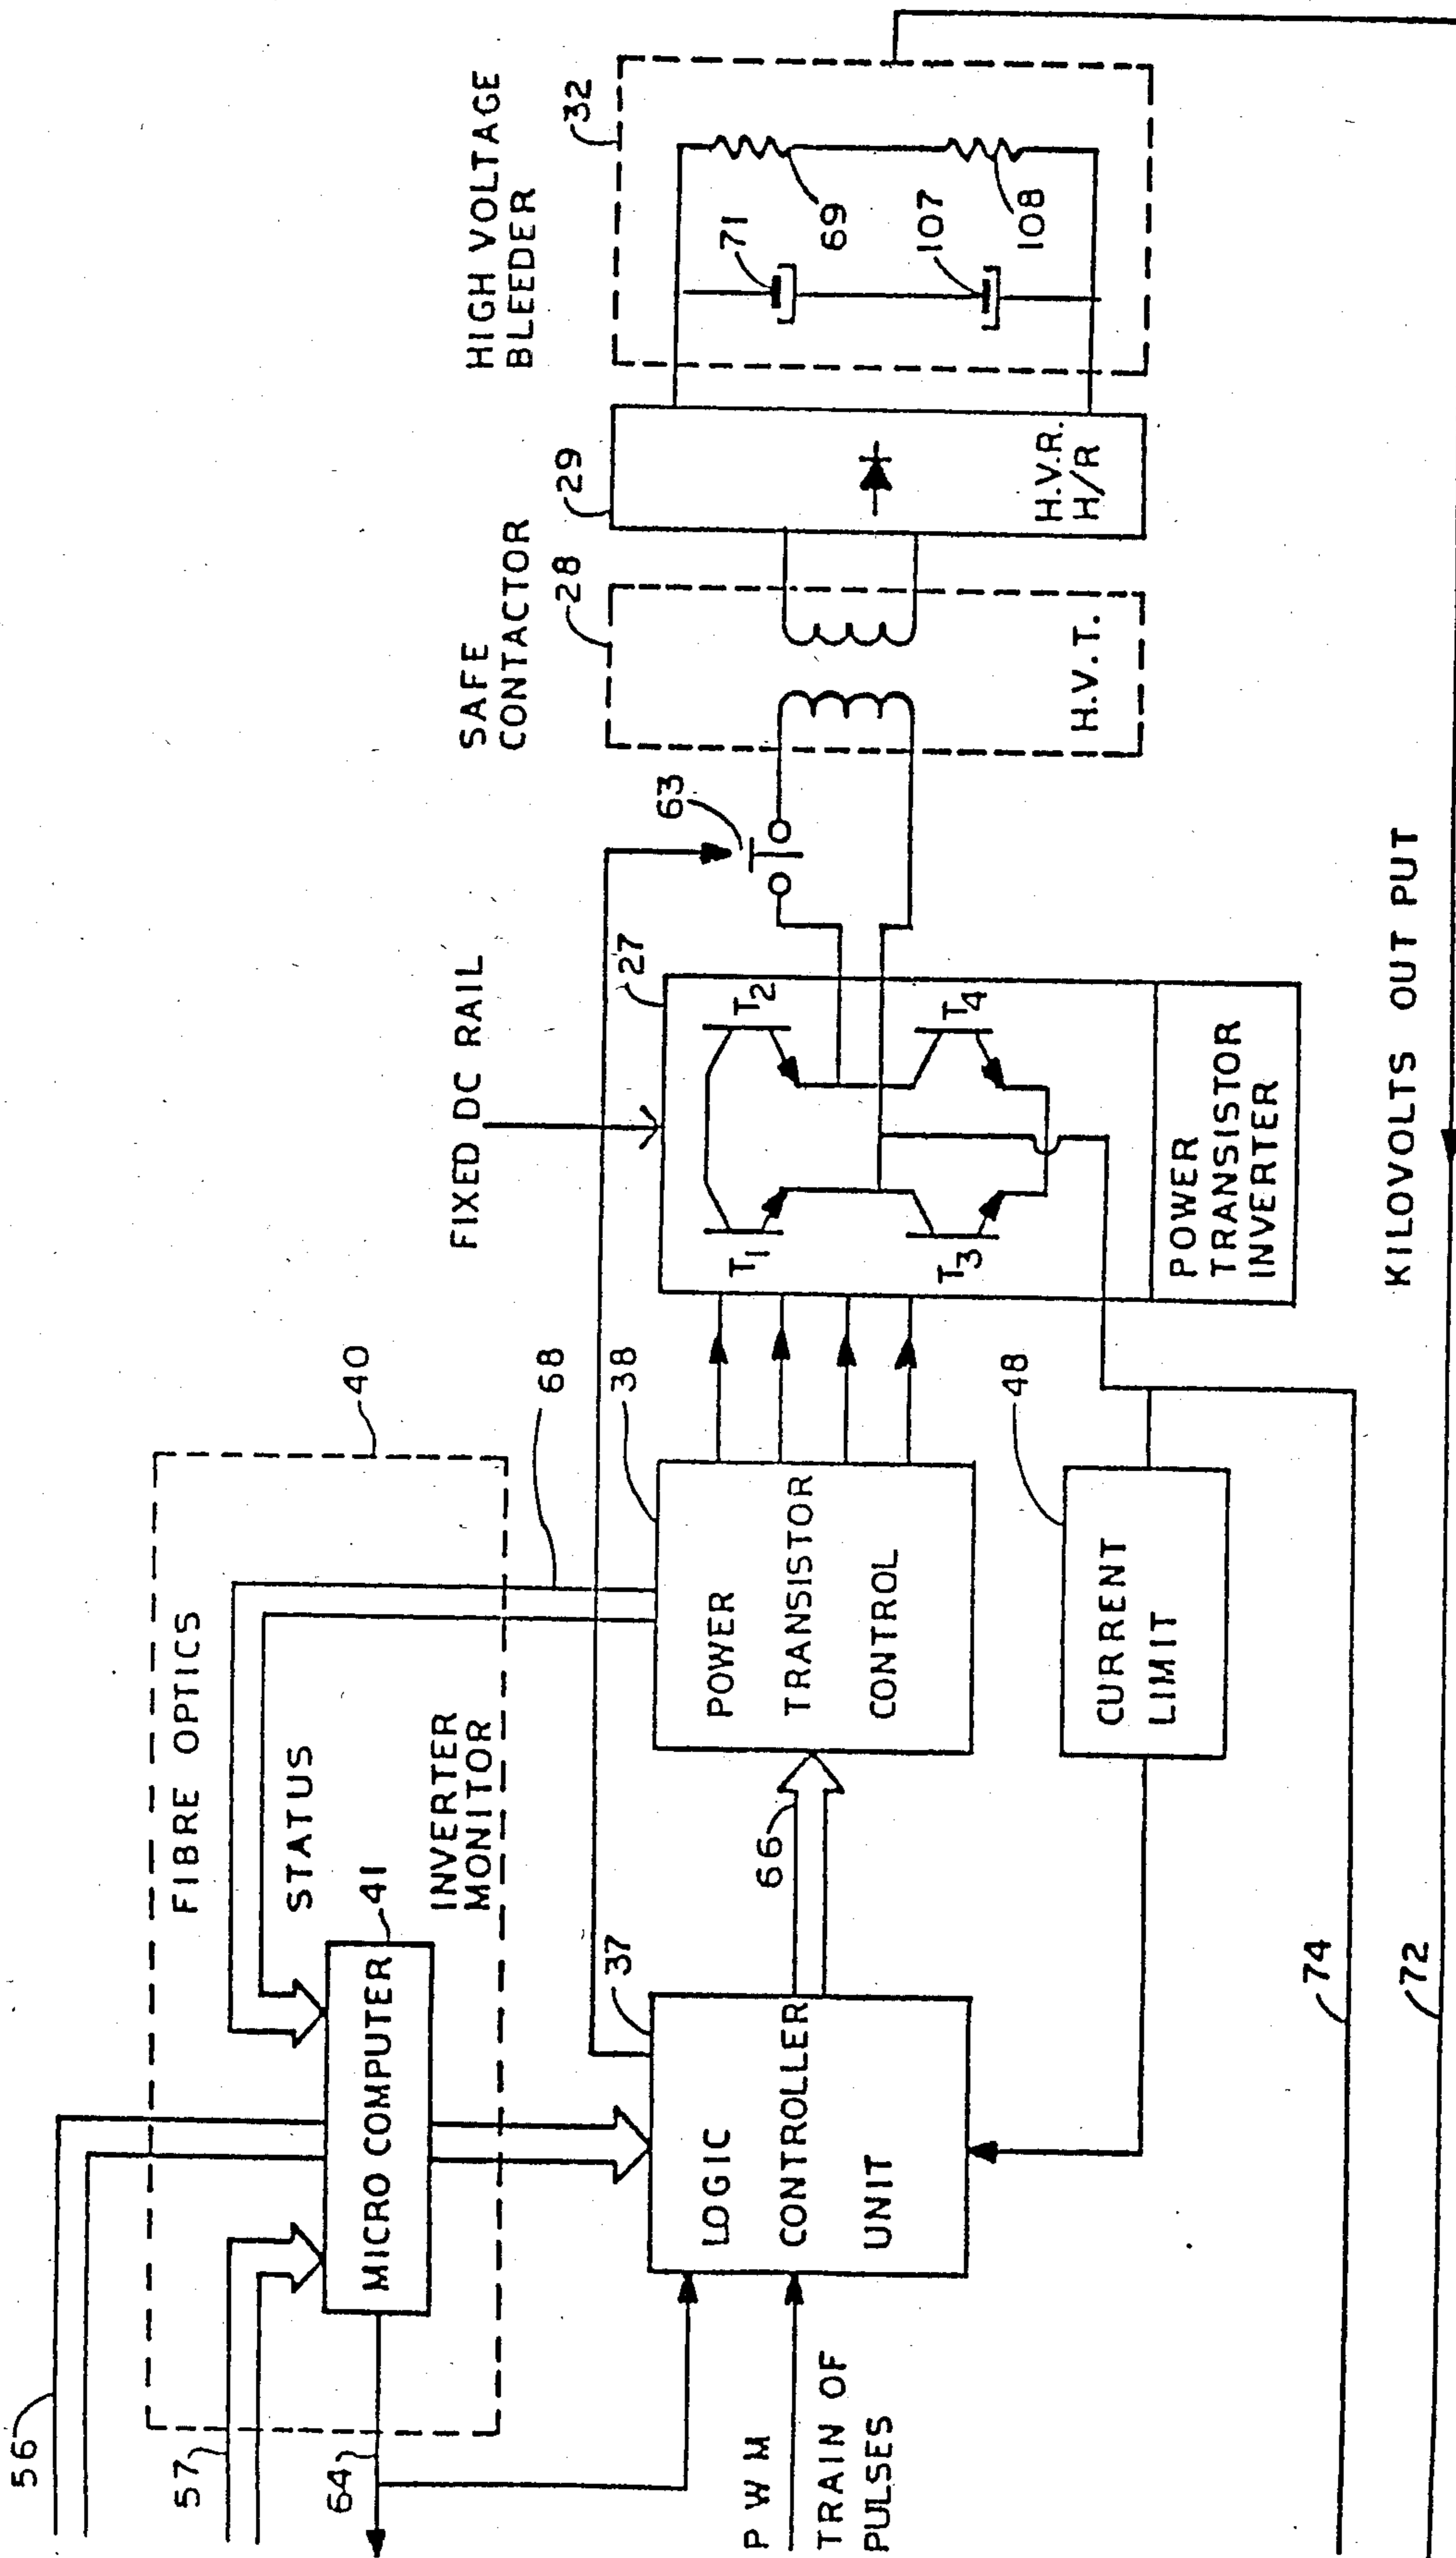 56
57
64
FIBRE OPTICS
STATUS
MICRO COMPUTER
41
INVERTER
MONITOR
40
68
P W M
TRAIN OF
PULSES
LOGIC
CONTROLLER
UNIT
37
66
POWER
TRANSISTOR
CONTROL
38
CURRENT
LIMIT
48
FIXED DC RAIL
27
T1
T2
T3
T4
POWER
TRANSISTOR
INVERTER
63
SAFE
CONTACTOR
28
H.V.T.
29
H.V.R.
H/R
HIGH VOLTAGE
BLEEDER
32
71
69
107
108
74
72
KILOVOLTS OUT PUT